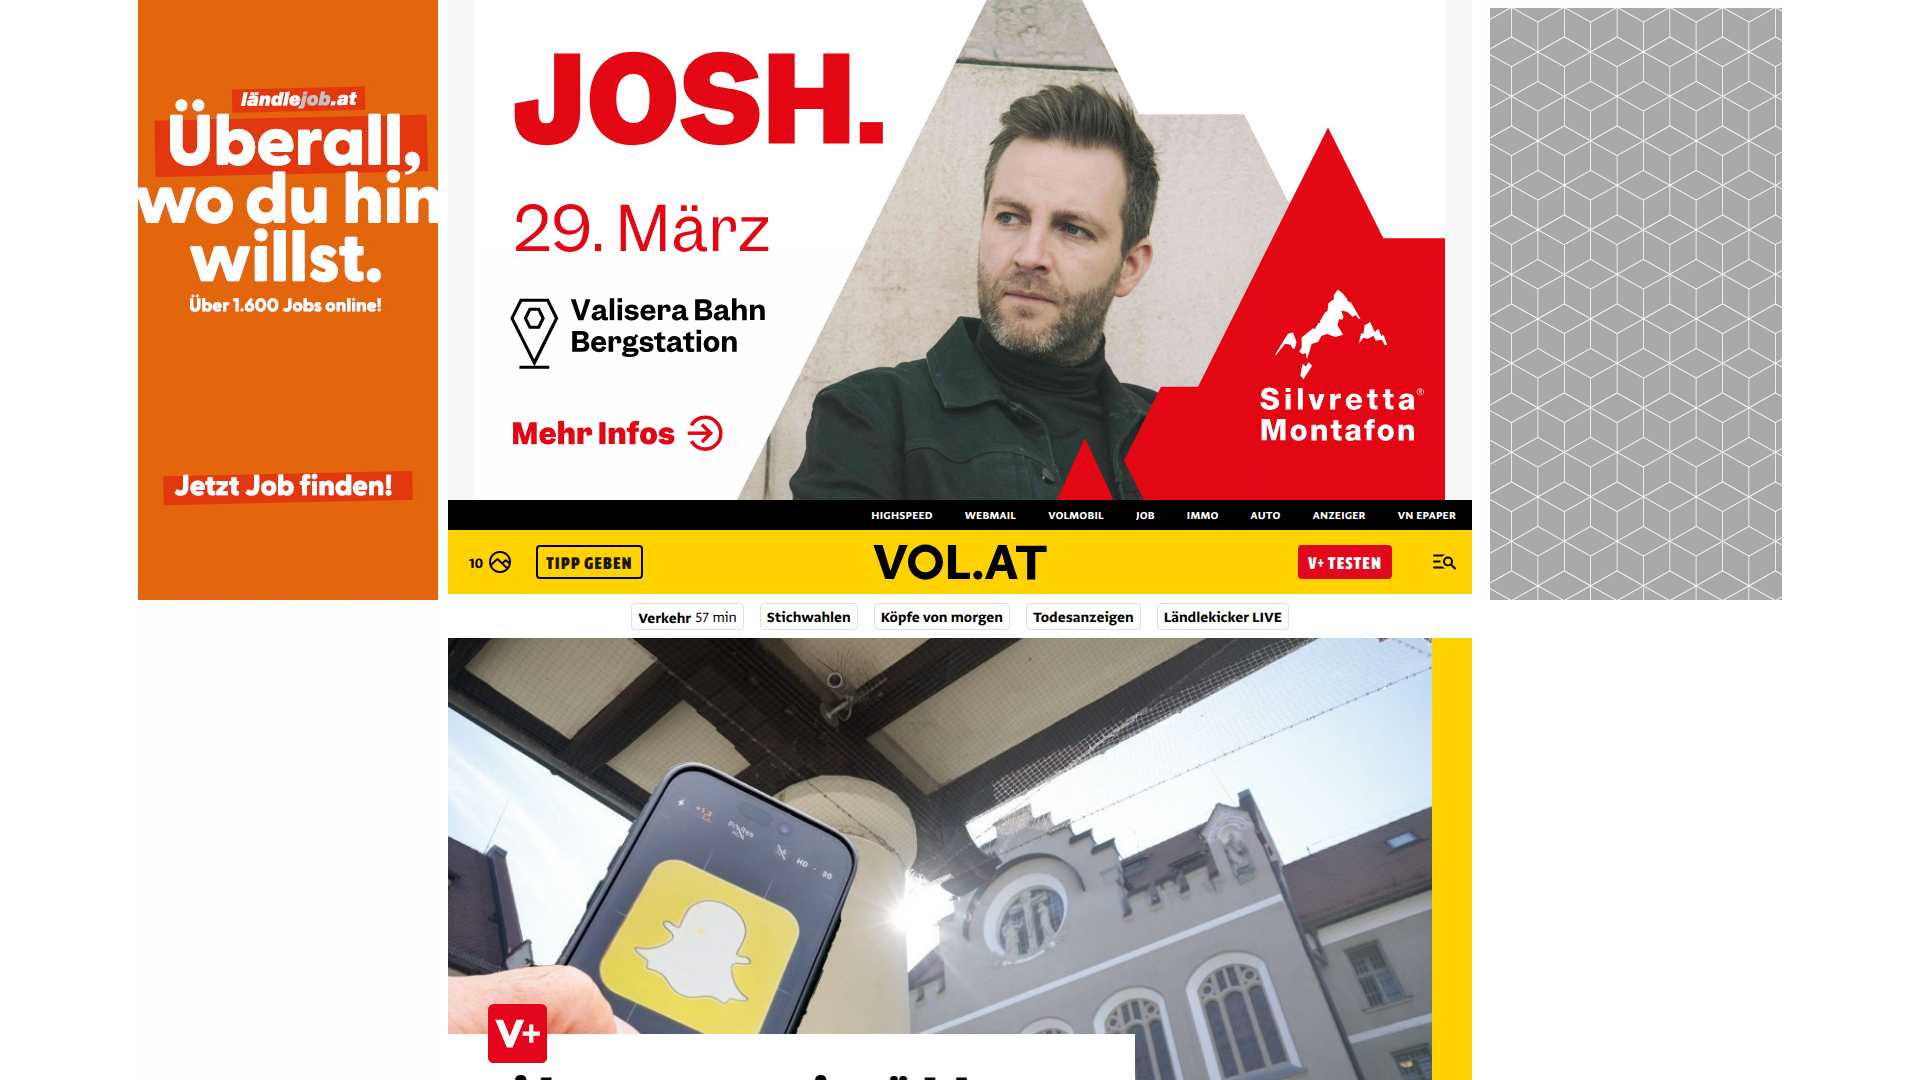 ländlejob.at
Überall,
wo du hin
willst.
Über 1.600 Jobs online!
Jetzt Job finden!
JOSH.
29. März
Valisera Bahn
Bergstation
Mehr Infos
Silvretta®
Montafon
HIGHSPEED WEBMAIL VOLMOBIL JOB IMMO AUTO ANZEIGER VN EPAPER
10 TIPP GEBEN VOL.AT V+ TESTEN
Verkehr 57 min Stichwahlen Köpfe von morgen Todesanzeigen Ländlekicker LIVE
HD · 30
V+